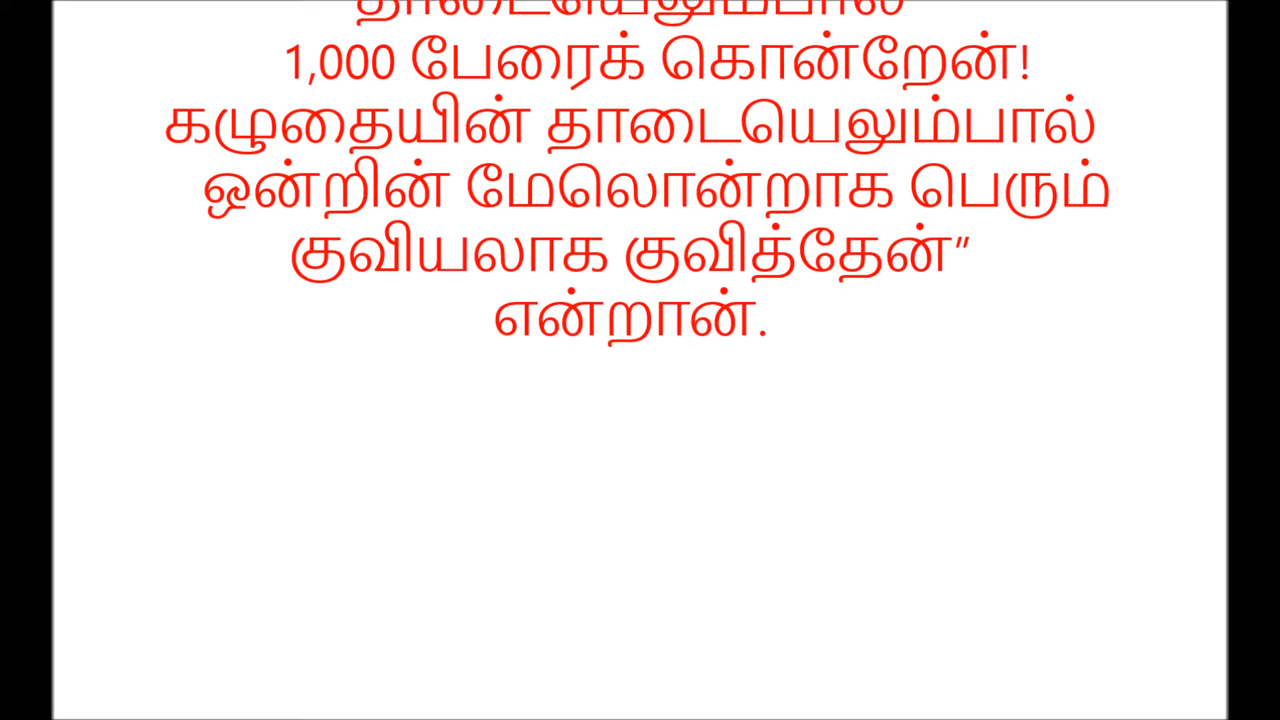 தாடையெலும்பால்
1,000 பேரைக் கொன்றேன்!
கழுதையின் தாடையெலும்பால்
ஒன்றின் மேலொன்றாக பெரும்
குவியலாக குவித்தேன்”
என்றான்.